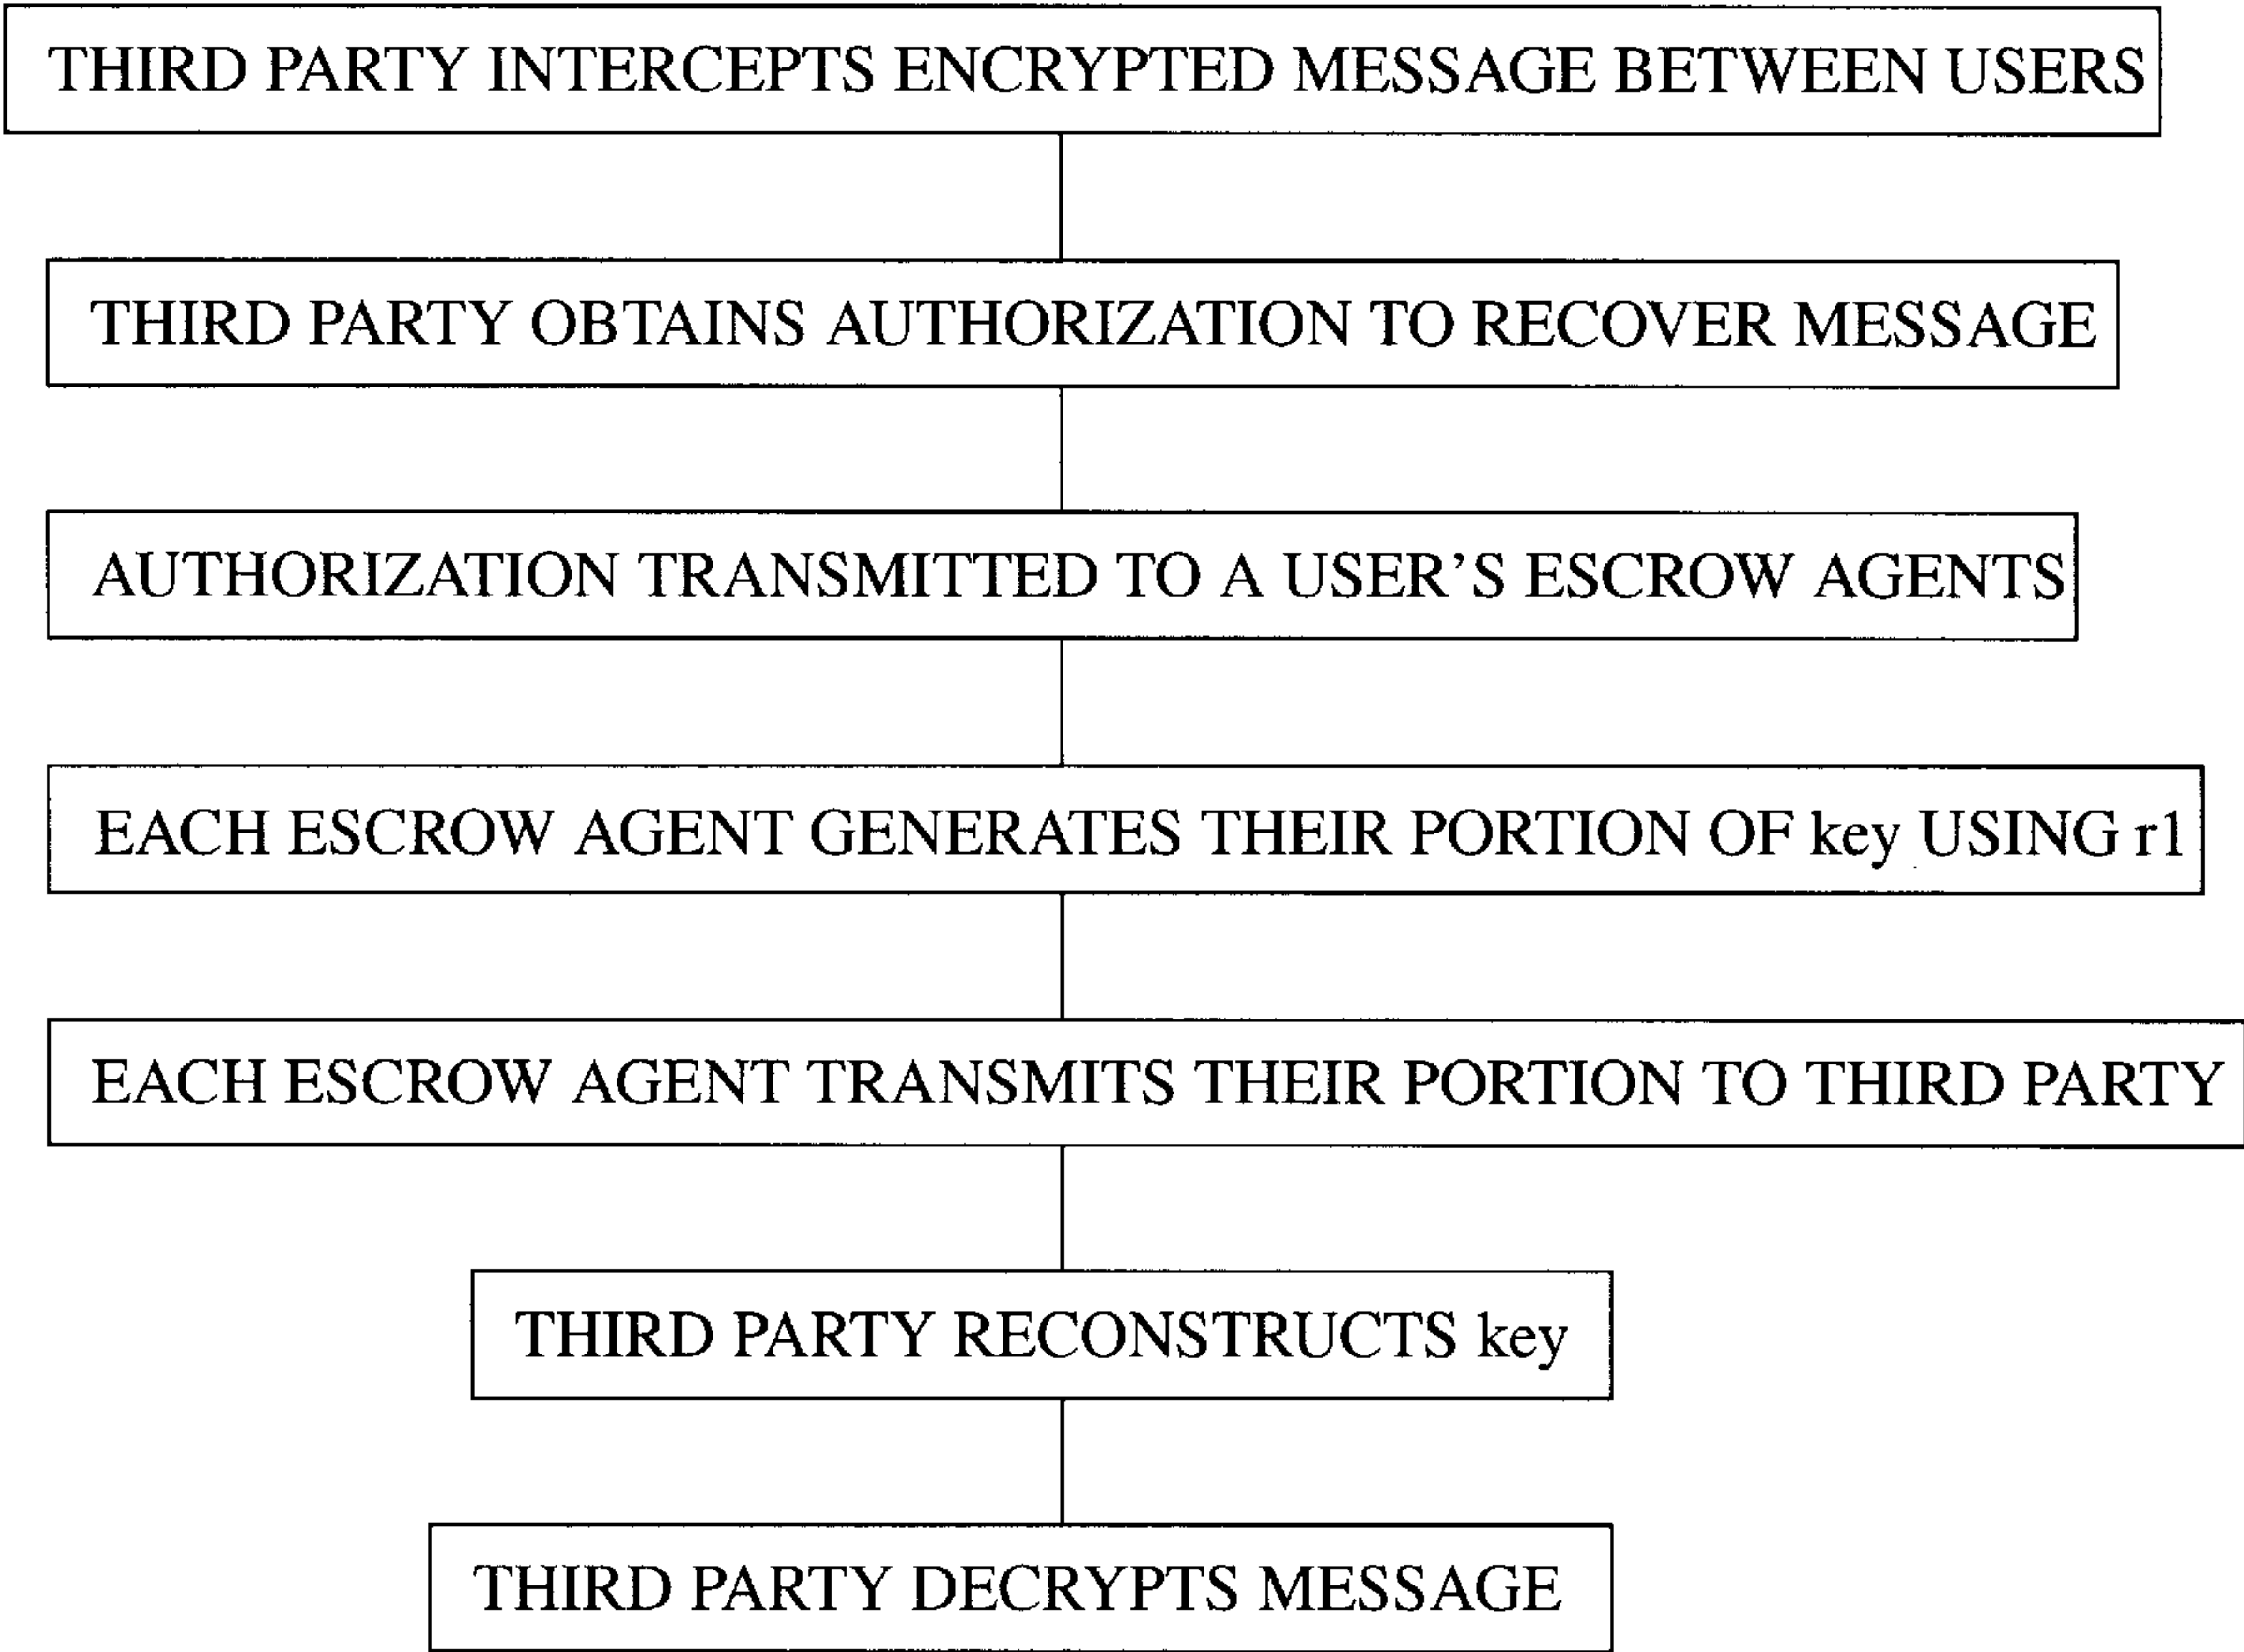 THIRD PARTY INTERCEPTS ENCRYPTED MESSAGE BETWEEN USERS
THIRD PARTY OBTAINS AUTHORIZATION TO RECOVER MESSAGE
AUTHORIZATION TRANSMITTED TO A USER'S ESCROW AGENTS
EACH ESCROW AGENT GENERATES THEIR PORTION OF key USING r1
EACH ESCROW AGENT TRANSMITS THEIR PORTION TO THIRD PARTY
THIRD PARTY RECONSTRUCTS key
THIRD PARTY DECRYPTS MESSAGE